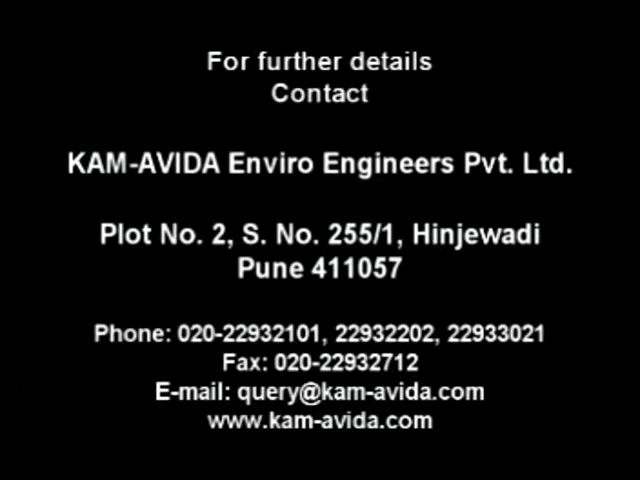 For further details
Contact
KAM-AVIDA Enviro Engineers Pvt. Ltd.
Plot No. 2, S. No. 255/1, Hinjewadi
Pune 411057
Phone: 020-22932101, 22932202, 22933021
Fax: 020-22932712
E-mail: query@kam-avida.com
www.kam-avida.com